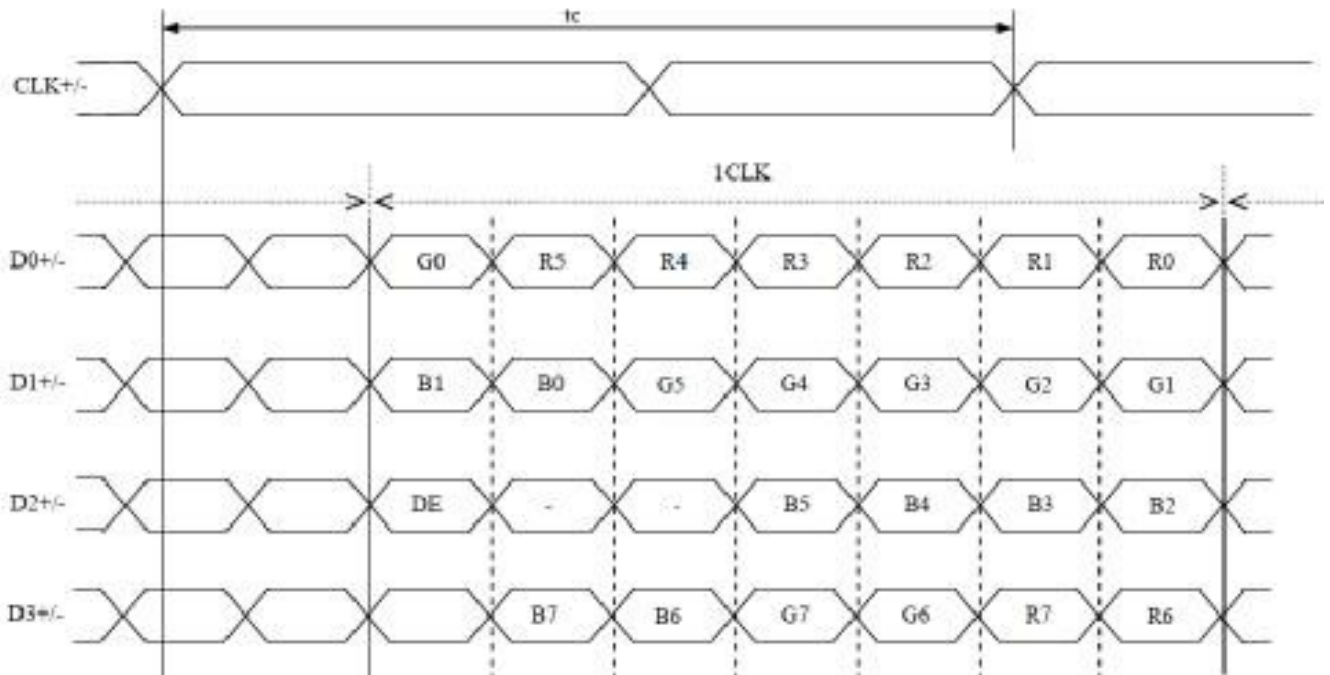 tc
CLK+/-
1CLK
D0+/- G0 R5 R4 R3 R2 R1 R0
D1+/- B1 B0 G5 G4 G3 G2 G1
D2+/- DE - - B5 B4 B3 B2
D3+/- B7 B6 G7 G6 R7 R6